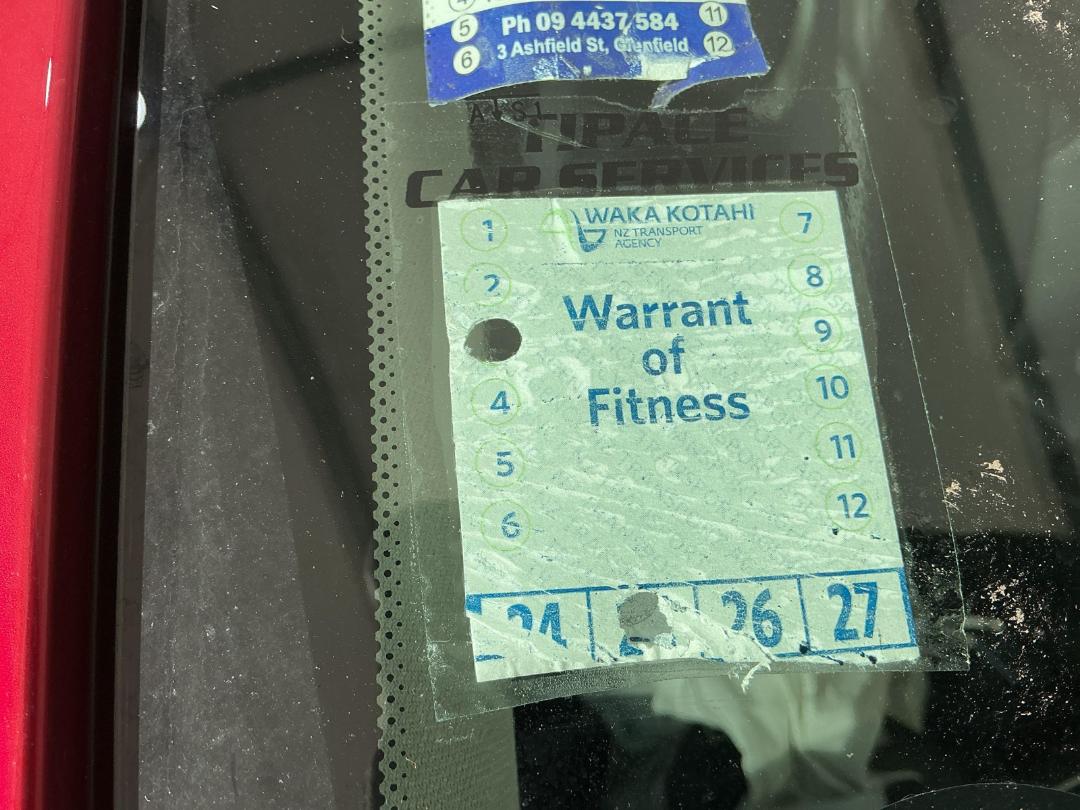 5 Ph 09 4437 584 11
6 3 Ashfield St, Glenfield 12
TIPALE
CAR SERVICES
1 WAKA KOTAHI 7
NZ TRANSPORT
AGENCY
2 8
Warrant
9
of
4 10
Fitness
5 11
6 12
24 26 27